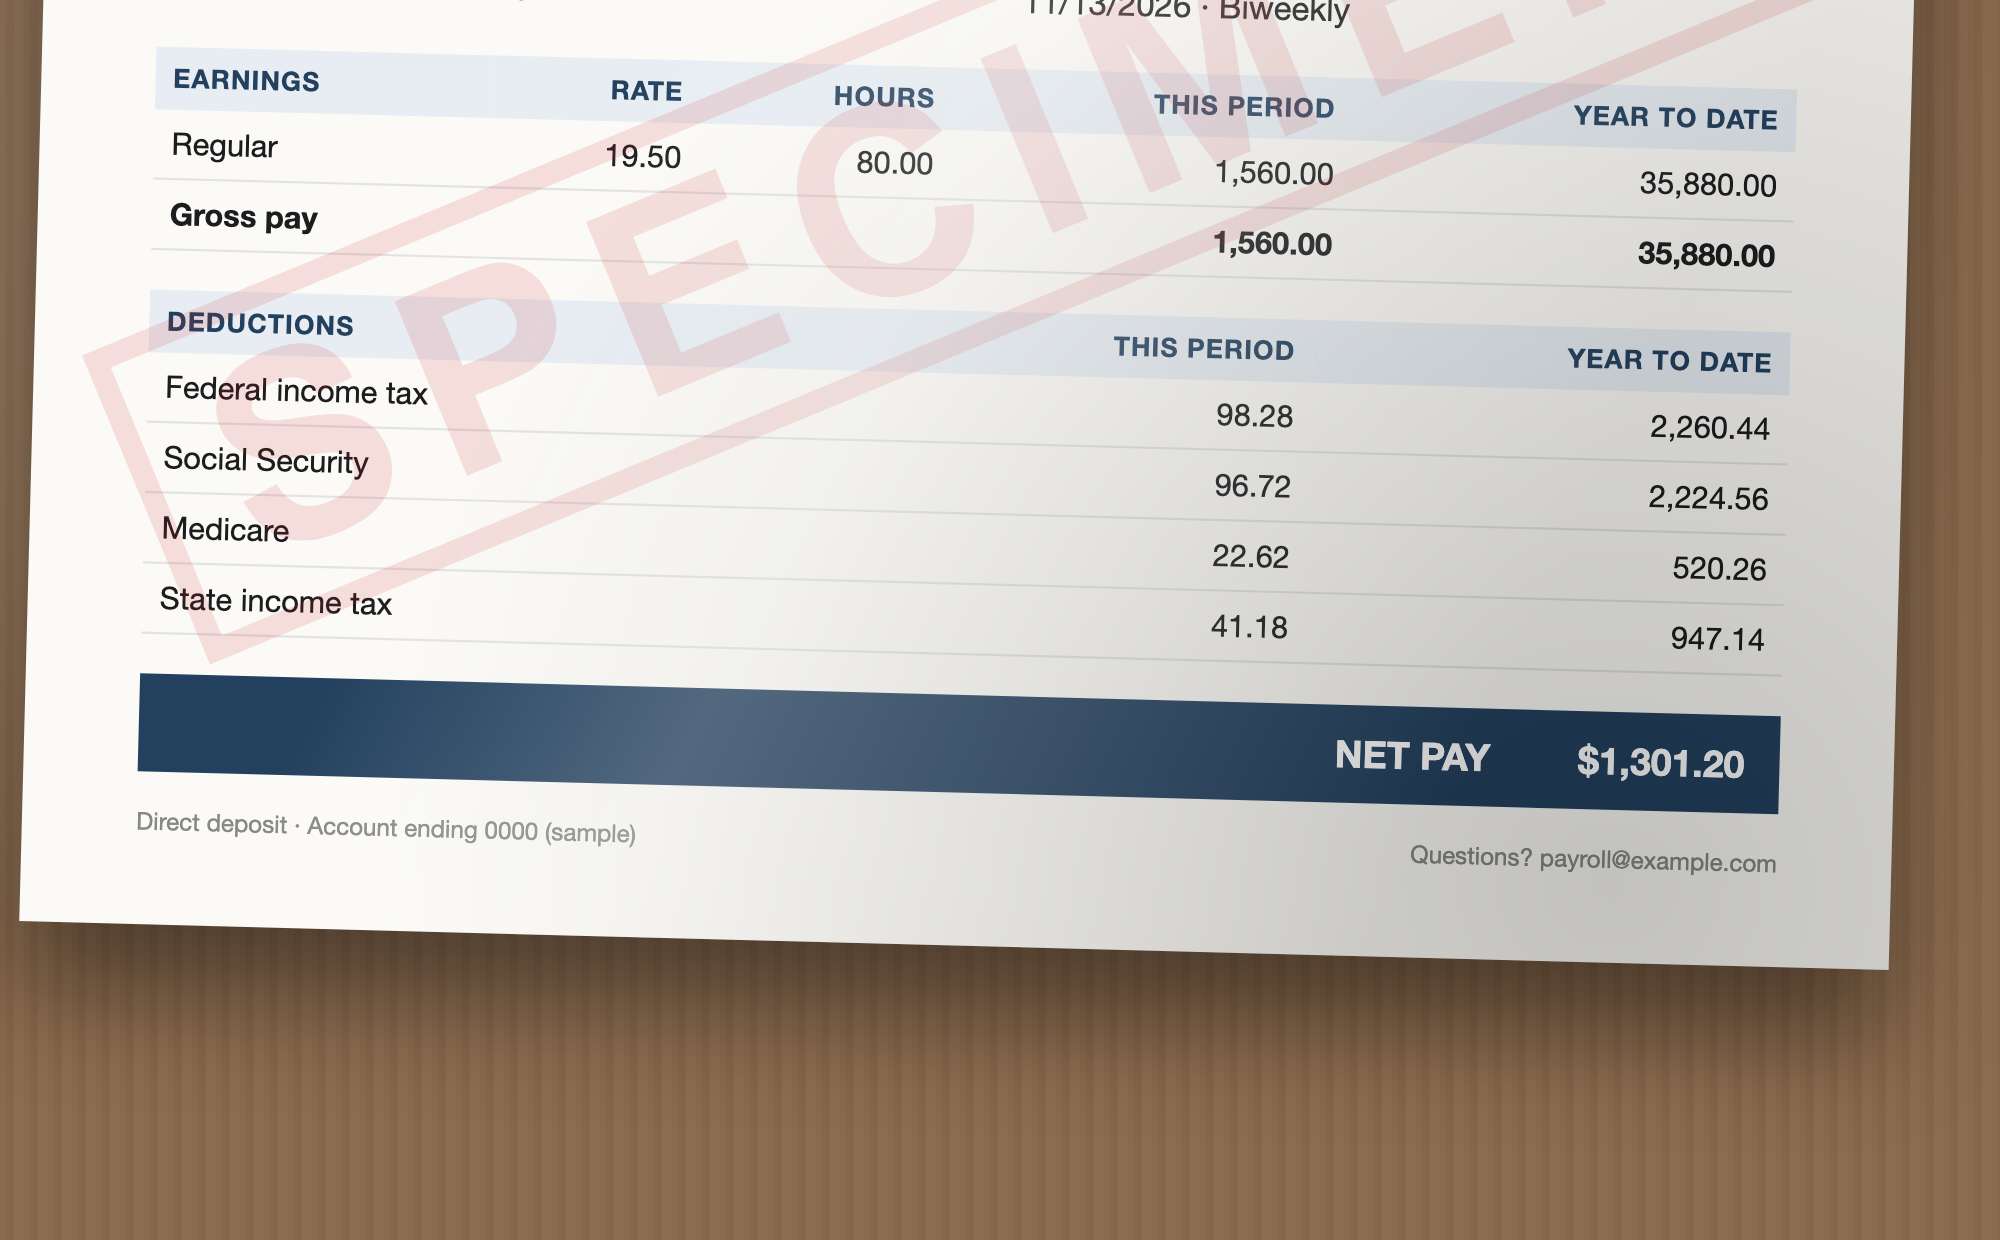 11/13/2026 · Biweekly
EARNINGS RATE HOURS THIS PERIOD YEAR TO DATE
Regular 19.50 80.00 1,560.00 35,880.00
Gross pay 1,560.00 35,880.00
DEDUCTIONS THIS PERIOD YEAR TO DATE
Federal income tax 98.28 2,260.44
Social Security 96.72 2,224.56
Medicare 22.62 520.26
State income tax 41.18 947.14
NET PAY $1,301.20
Direct deposit · Account ending 0000 (sample)
Questions? payroll@example.com
SPECIME